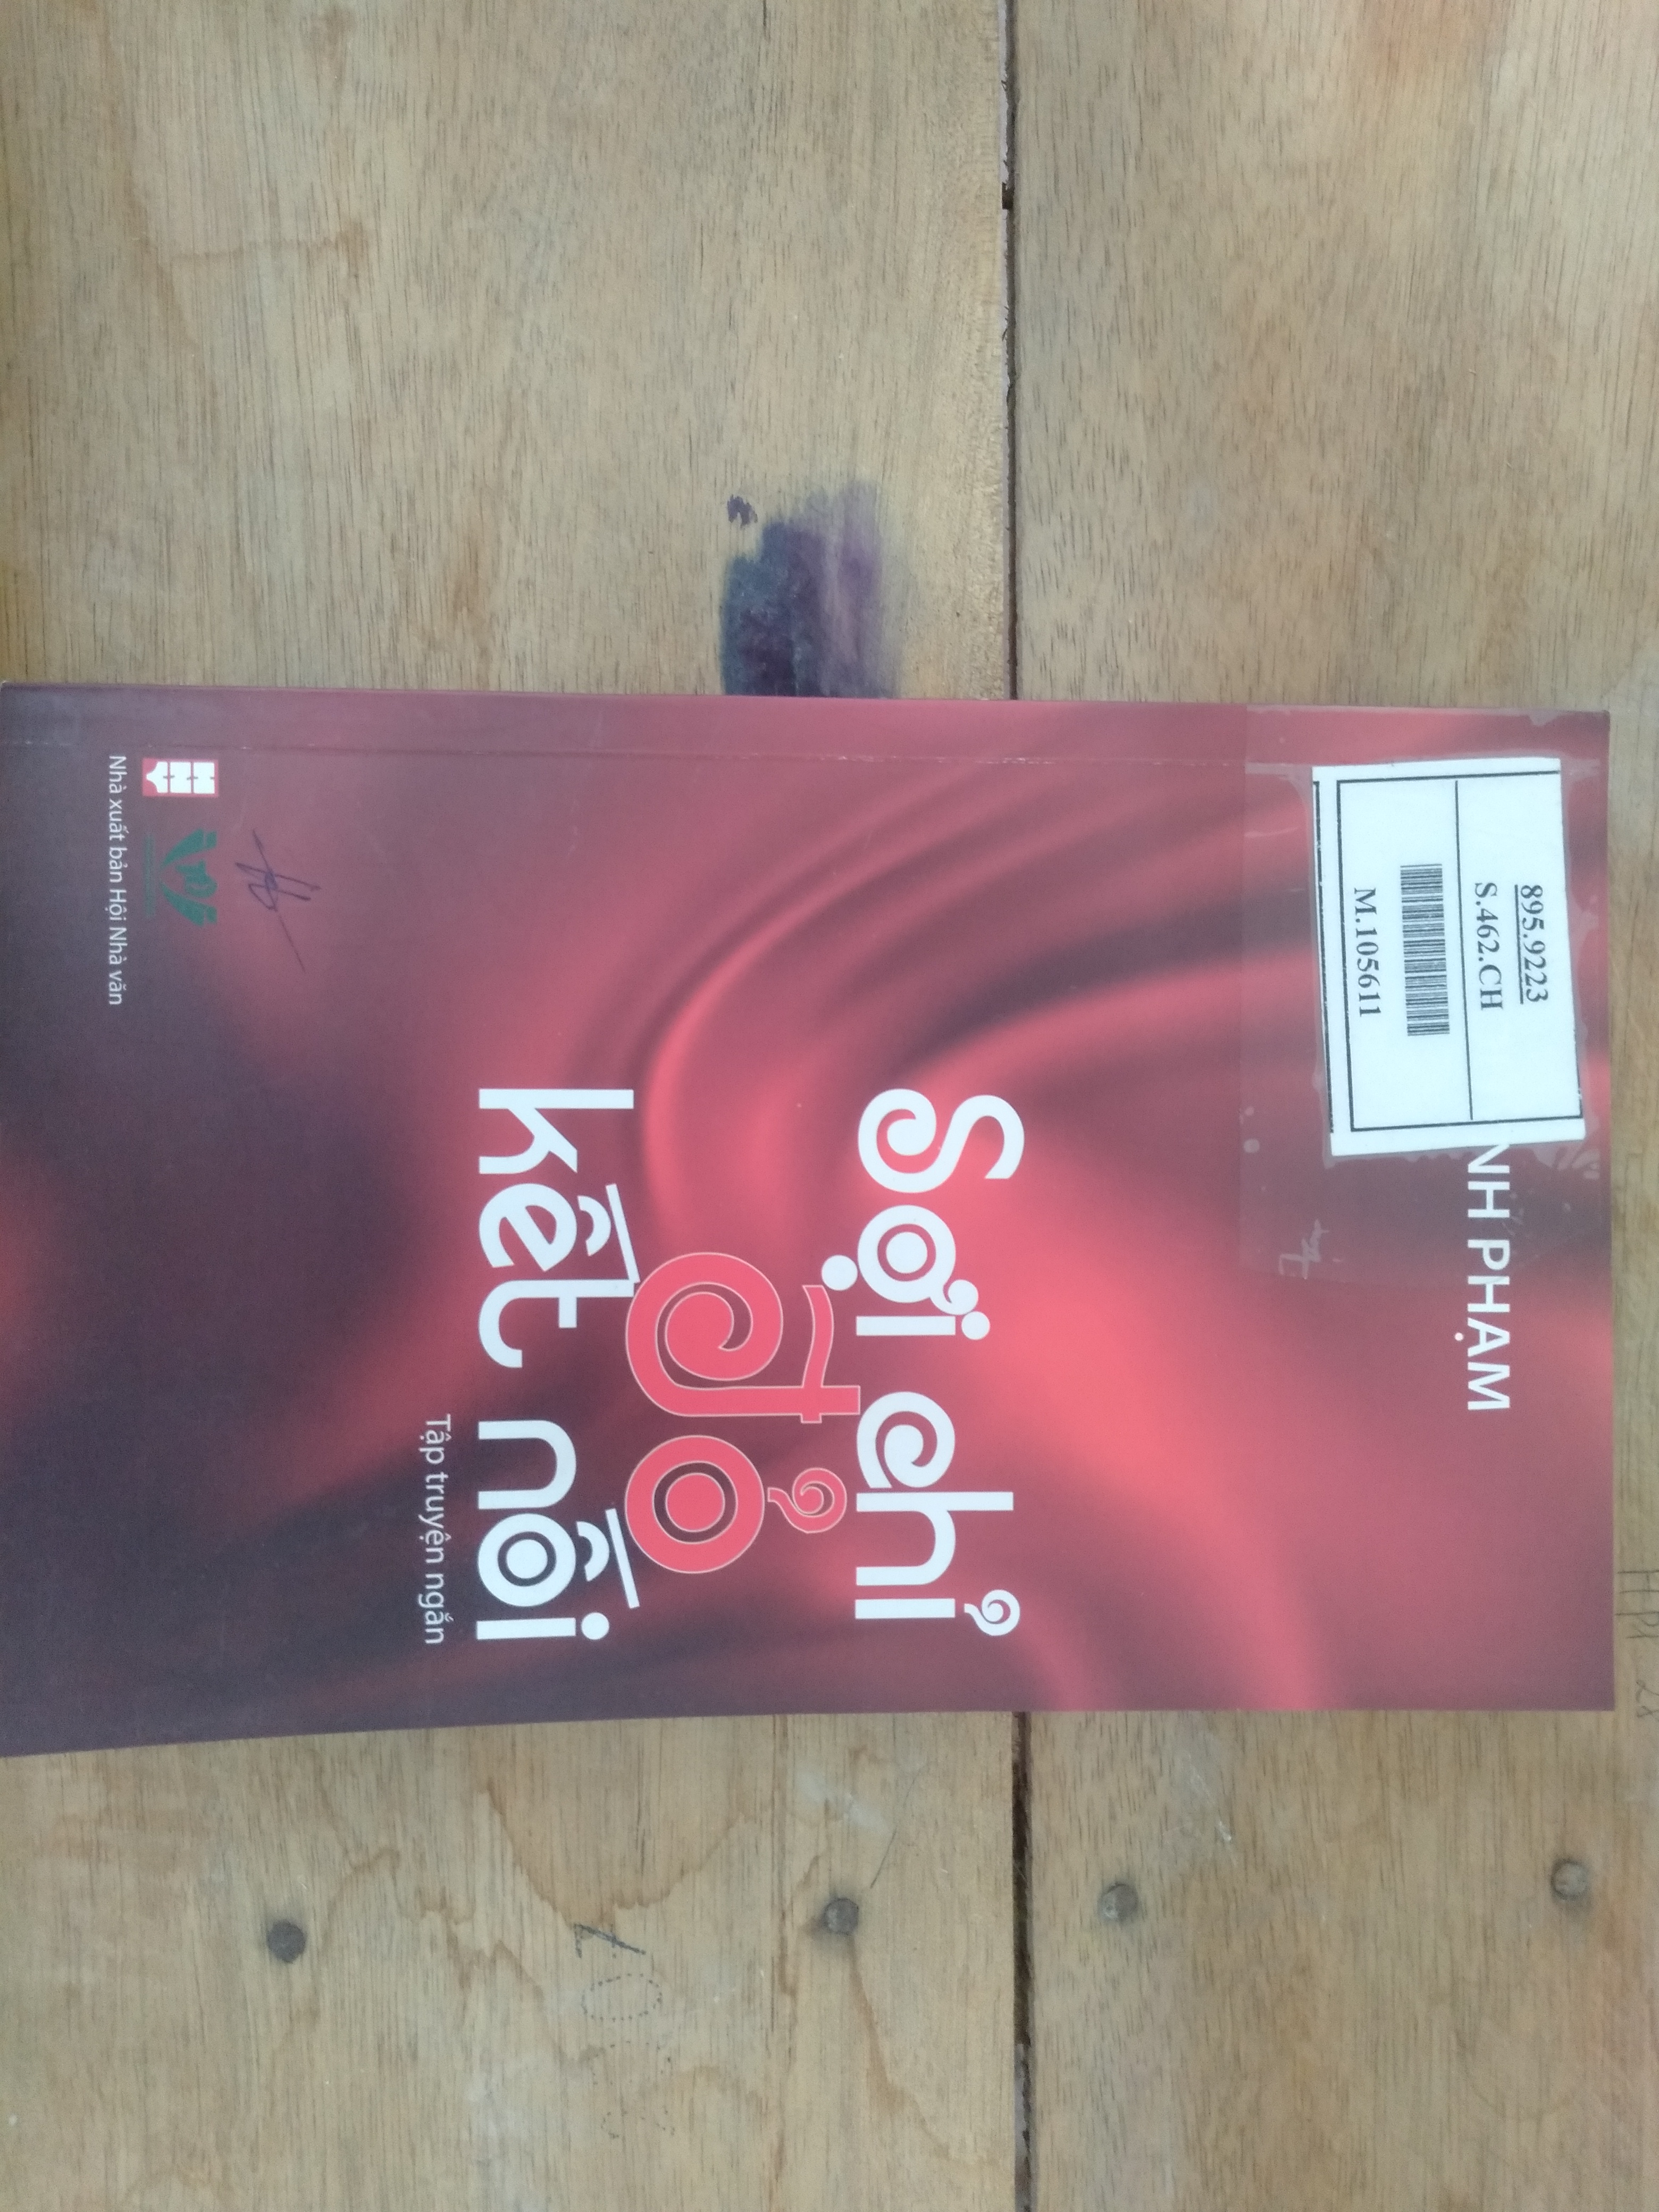 895.9223
S.462.CH
M.105611
NH PHẠM
Sợi chỉ
đỏ
kết nối
Tập truyện ngắn
Nhà xuất bản Hội Nhà văn